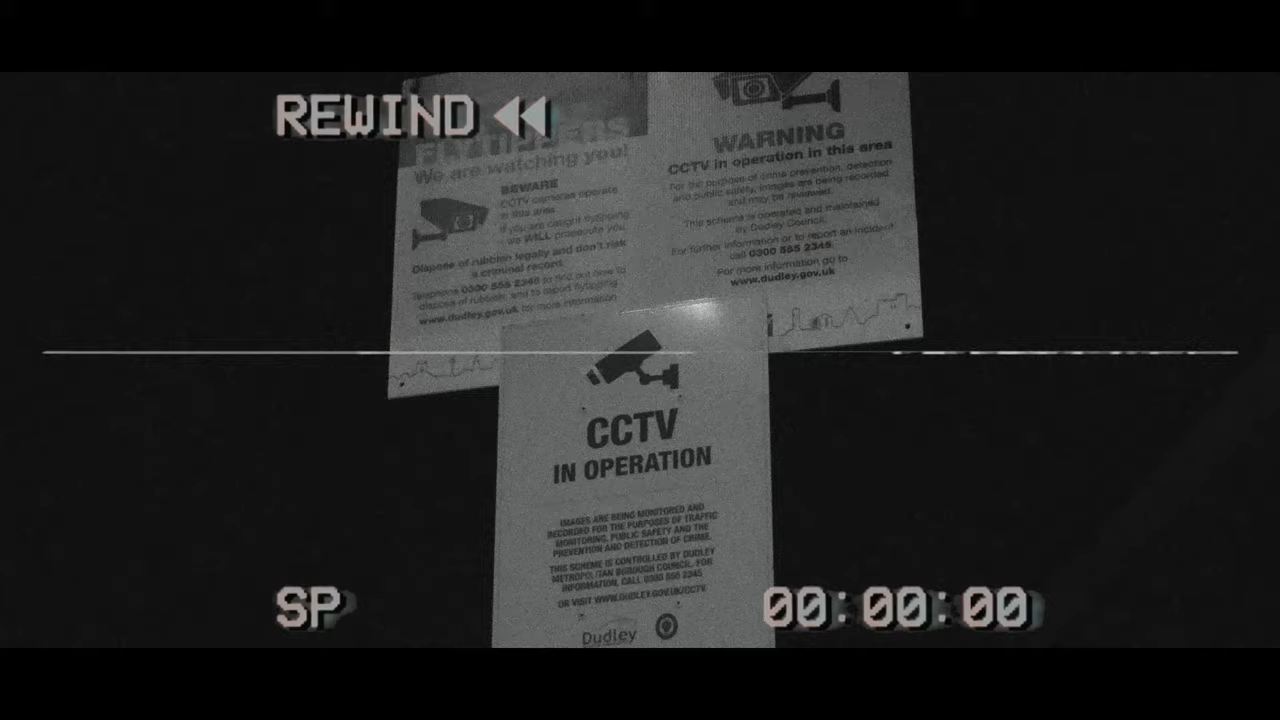 REWIND
FLYTIPPERS
We are watching you!
BEWARE
CCTV cameras operate
in this area.
If you are caught flytipping
- we WILL prosecute you.
Dispose of rubbish legally and don't risk
a criminal record.
Telephone 0300 555 2345 to find out how to
dispose of rubbish, and to report flytipping
www.dudley.gov.uk for more information
WARNING
CCTV in operation in this area
For the purpose of crime prevention, detection
and public safety, images are being recorded
and may be reviewed.
This scheme is operated and maintained
by Dudley Council.
For further information or to report an incident
call 0300 555 2345
For more information go to
www.dudley.gov.uk
CCTV
IN OPERATION
IMAGES ARE BEING MONITORED AND
RECORDED FOR THE PURPOSES OF TRAFFIC
MONITORING, PUBLIC SAFETY AND THE
PREVENTION AND DETECTION OF CRIME.
THIS SCHEME IS CONTROLLED BY DUDLEY
METROPOLITAN BOROUGH COUNCIL. FOR
INFORMATION, CALL 0300 555 2345
OR VISIT WWW.DUDLEY.GOV.UK/CCTV
Dudley
SP
00:00:00